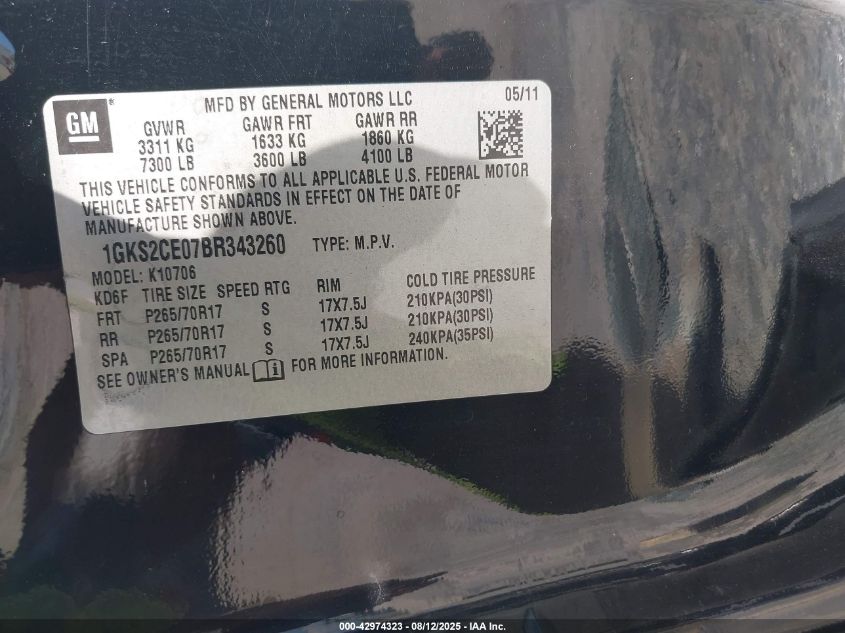 GM
MFD BY GENERAL MOTORS LLC 05/11
GVWR GAWR FRT GAWR RR
3311 KG 1633 KG 1860 KG
7300 LB 3600 LB 4100 LB
THIS VEHICLE CONFORMS TO ALL APPLICABLE U.S. FEDERAL MOTOR
VEHICLE SAFETY STANDARDS IN EFFECT ON THE DATE OF
MANUFACTURE SHOWN ABOVE.
1GKS2CE07BR343260 TYPE: M.P.V.
MODEL: K10706
KD6F TIRE SIZE SPEED RTG RIM COLD TIRE PRESSURE
FRT P265/70R17 S 17X7.5J 210KPA(30PSI)
RR P265/70R17 S 17X7.5J 210KPA(30PSI)
SPA P265/70R17 S 17X7.5J 240KPA(35PSI)
SEE OWNER'S MANUAL FOR MORE INFORMATION.
000-42974323 - 08/12/2025 - IAA Inc.